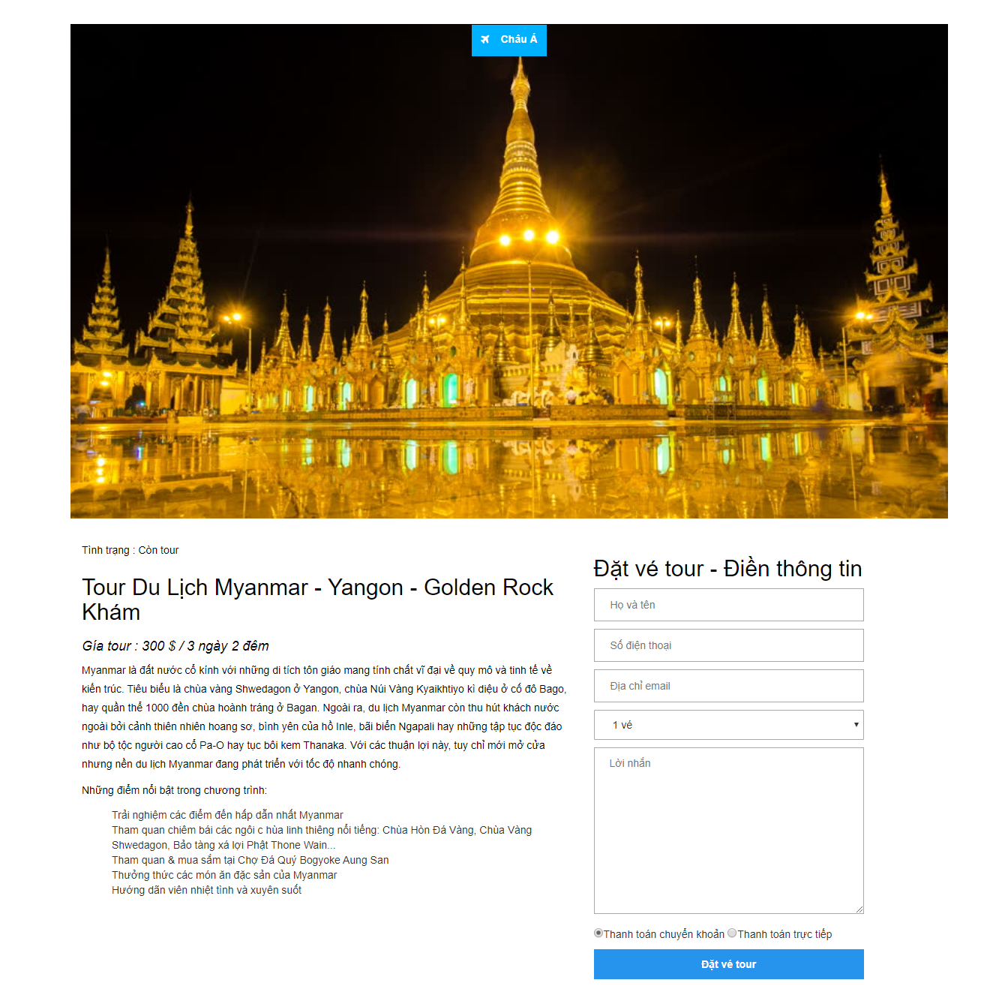 Châu Á
Tình trạng : Còn tour
Tour Du Lịch Myanmar - Yangon - Golden Rock
Khám
Gía tour : 300 $ / 3 ngày 2 đêm
Myanmar là đất nước cổ kính với những di tích tôn giáo mang tính chất vĩ đại về quy mô và tinh tế về
kiến trúc. Tiêu biểu là chùa vàng Shwedagon ở Yangon, chùa Núi Vàng Kyaikhtiyo kì diệu ở cố đô Bago,
hay quần thể 1000 đền chùa hoành tráng ở Bagan. Ngoài ra, du lịch Myanmar còn thu hút khách nước
ngoài bởi cảnh thiên nhiên hoang sơ, bình yên của hồ Inle, bãi biển Ngapali hay những tập tục độc đáo
như bộ tộc người cao cổ Pa-O hay tục bôi kem Thanaka. Với các thuận lợi này, tuy chỉ mới mở cửa
nhưng nền du lịch Myanmar đang phát triển với tốc độ nhanh chóng.
Những điểm nổi bật trong chương trình:
Trải nghiệm các điểm đến hấp dẫn nhất Myanmar
Tham quan chiêm bái các ngôi c hùa linh thiêng nổi tiếng: Chùa Hòn Đá Vàng, Chùa Vàng
Shwedagon, Bảo tàng xá lợi Phật Thone Wain...
Tham quan & mua sắm tại Chợ Đá Quý Bogyoke Aung San
Thưởng thức các món ăn đặc sản của Myanmar
Hướng dẫn viên nhiệt tình và xuyên suốt
Đặt vé tour - Điền thông tin
Họ và tên
Số điện thoại
Địa chỉ email
1 vé
Lời nhắn
Thanh toán chuyển khoản Thanh toán trực tiếp
Đặt vé tour